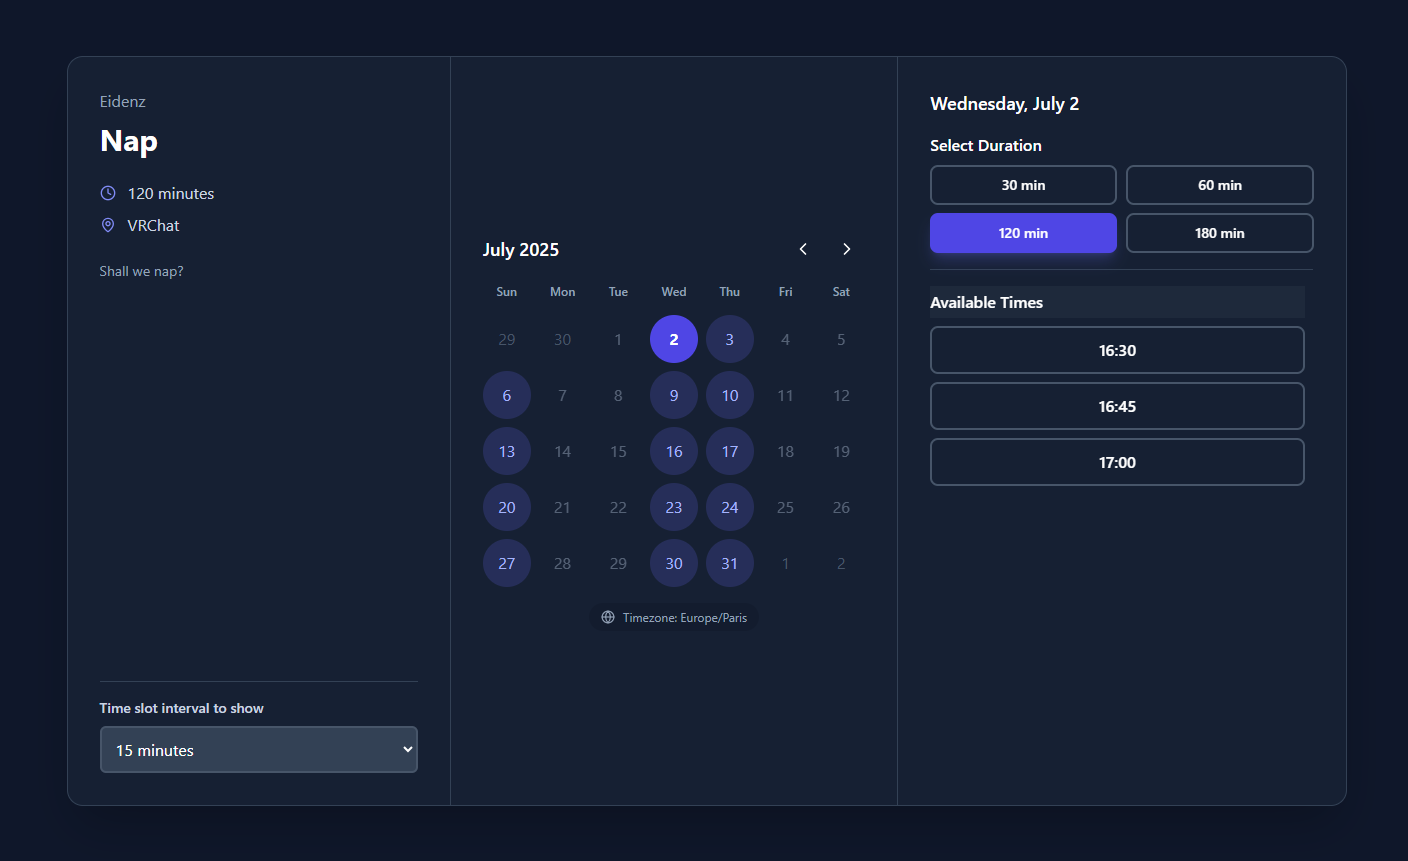 Eidenz
Nap
120 minutes
VRChat
Shall we nap?
Time slot interval to show
15 minutes
July 2025
Sun Mon Tue Wed Thu Fri Sat
29 30 1 2 3 4 5
6 7 8 9 10 11 12
13 14 15 16 17 18 19
20 21 22 23 24 25 26
27 28 29 30 31 1 2
Timezone: Europe/Paris
Wednesday, July 2
Select Duration
30 min 60 min
120 min 180 min
Available Times
16:30
16:45
17:00